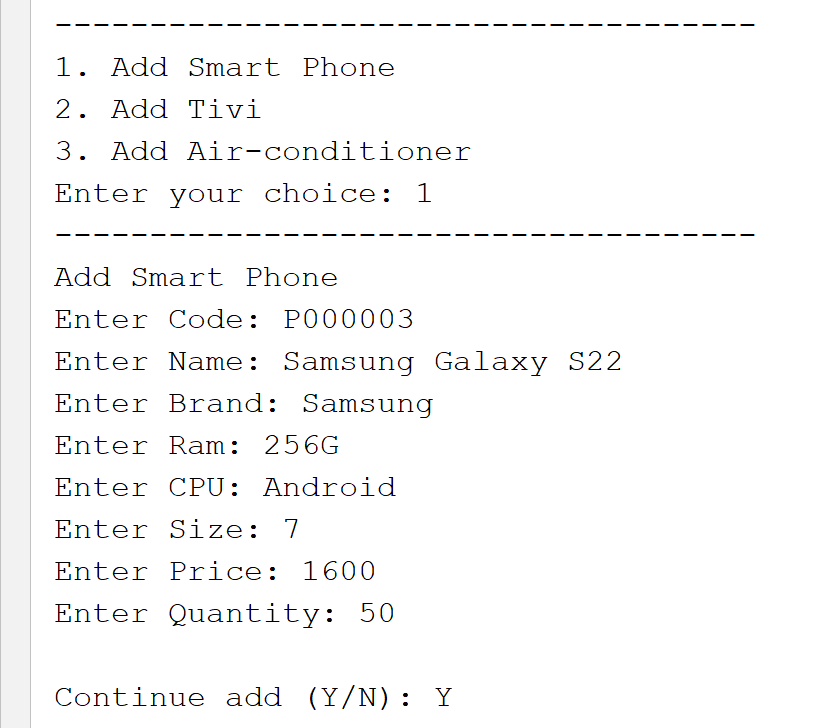 -------------------------------------
1. Add Smart Phone
2. Add Tivi
3. Add Air-conditioner
Enter your choice: 1
-------------------------------------
Add Smart Phone
Enter Code: P000003
Enter Name: Samsung Galaxy S22
Enter Brand: Samsung
Enter Ram: 256G
Enter CPU: Android
Enter Size: 7
Enter Price: 1600
Enter Quantity: 50
Continue add (Y/N): Y